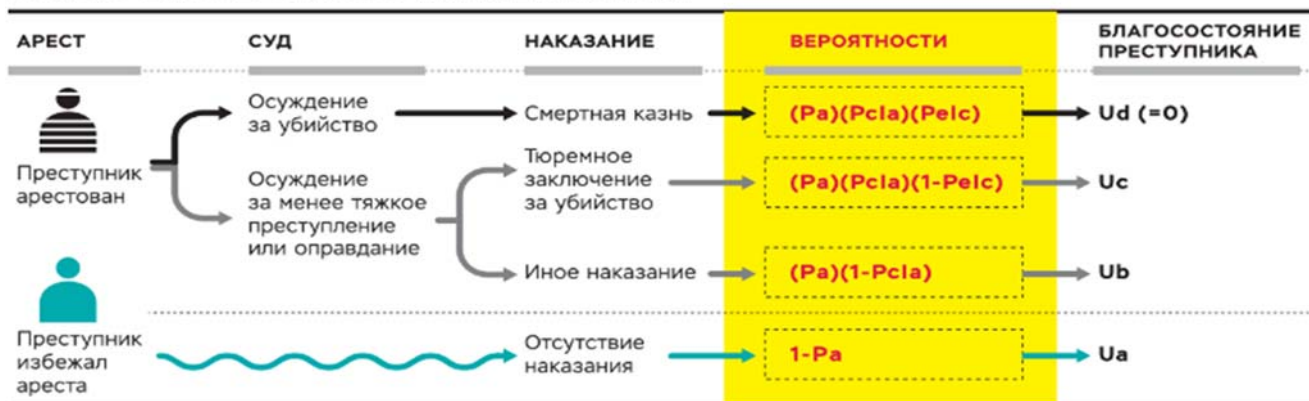 АРЕСТ
СУД
НАКАЗАНИЕ
ВЕРОЯТНОСТИ
БЛАГОСОСТОЯНИЕ
ПРЕСТУПНИКА
Преступник
арестован
Осуждение
за убийство
Смертная казнь
(Pa)(Pcla)(Pelc)
Ud (=0)
Осуждение
за менее тяжкое
преступление
или оправдание
Тюремное
заключение
за убийство
(Pa)(Pcla)(1-Pelc)
Uc
Иное наказание
(Pa)(1-Pcla)
Ub
Преступник
избежал
ареста
Отсутствие
наказания
1-Pa
Ua